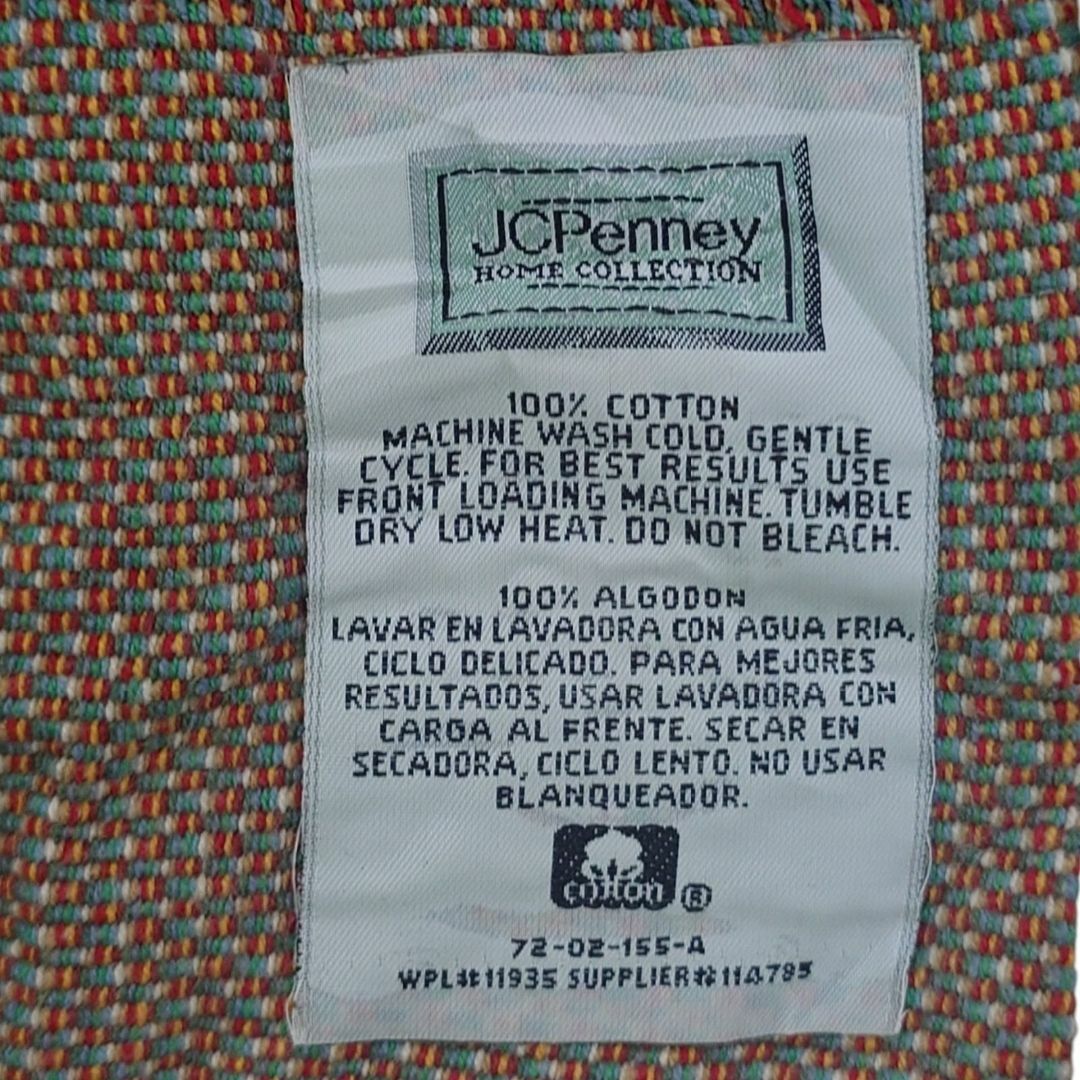 JCPenney
HOME COLLECTION
100% COTTON
MACHINE WASH COLD, GENTLE
CYCLE. FOR BEST RESULTS USE
FRONT LOADING MACHINE. TUMBLE
DRY LOW HEAT. DO NOT BLEACH.
100% ALGODON
LAVAR EN LAVADORA CON AGUA FRIA,
CICLO DELICADO. PARA MEJORES
RESULTADOS, USAR LAVADORA CON
CARGA AL FRENTE. SECAR EN
SECADORA, CICLO LENTO. NO USAR
BLANQUEADOR.
cotton ®
72-02-155-A
WPL#11935 SUPPLIER#114795